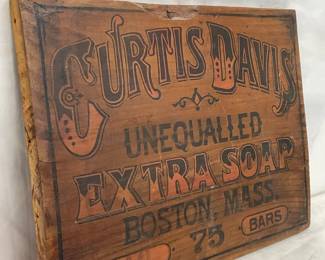 CURTIS DAVIS
UNEQUALLED
EXTRA SOAP
BOSTON, MASS.
75 BARS